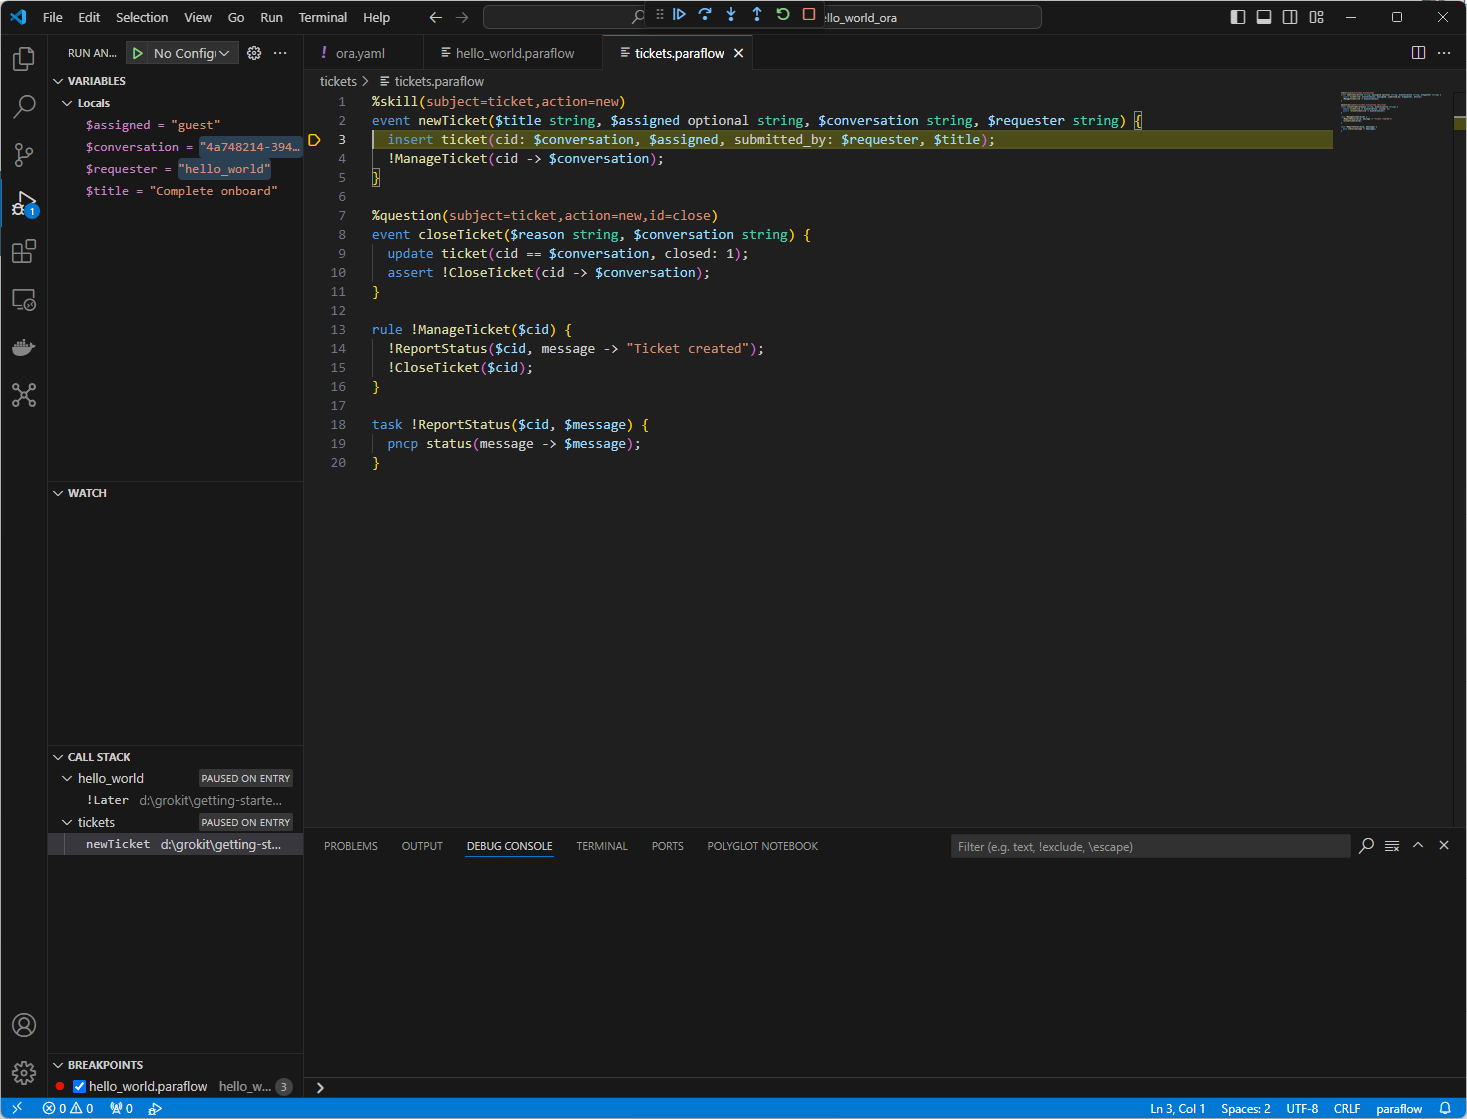 File Edit Selection View Go Run Terminal Help
ello_world_ora
RUN AN... No Config
ora.yaml
hello_world.paraflow
tickets.paraflow
tickets > tickets.paraflow
VARIABLES
Locals
$assigned = "guest"
$conversation = "4a748214-394...
$requester = "hello_world"
$title = "Complete onboard"
1 %skill(subject=ticket,action=new)
2 event newTicket($title string, $assigned optional string, $conversation string, $requester string) {
3 insert ticket(cid: $conversation, $assigned, submitted_by: $requester, $title);
4 !ManageTicket(cid -> $conversation);
5 }
6
7 %question(subject=ticket,action=new,id=close)
8 event closeTicket($reason string, $conversation string) {
9 update ticket(cid == $conversation, closed: 1);
10 assert !CloseTicket(cid -> $conversation);
11 }
12
13 rule !ManageTicket($cid) {
14 !ReportStatus($cid, message -> "Ticket created");
15 !CloseTicket($cid);
16 }
17
18 task !ReportStatus($cid, $message) {
19 pncp status(message -> $message);
20 }
1
WATCH
CALL STACK
hello_world PAUSED ON ENTRY
!Later d:\grokit\getting-starte...
tickets PAUSED ON ENTRY
newTicket d:\grokit\getting-st...
BREAKPOINTS
hello_world.paraflow hello_w... 3
PROBLEMS OUTPUT DEBUG CONSOLE TERMINAL PORTS POLYGLOT NOTEBOOK
Filter (e.g. text, !exclude, \escape)
0 0 0
Ln 3, Col 1 Spaces: 2 UTF-8 CRLF paraflow